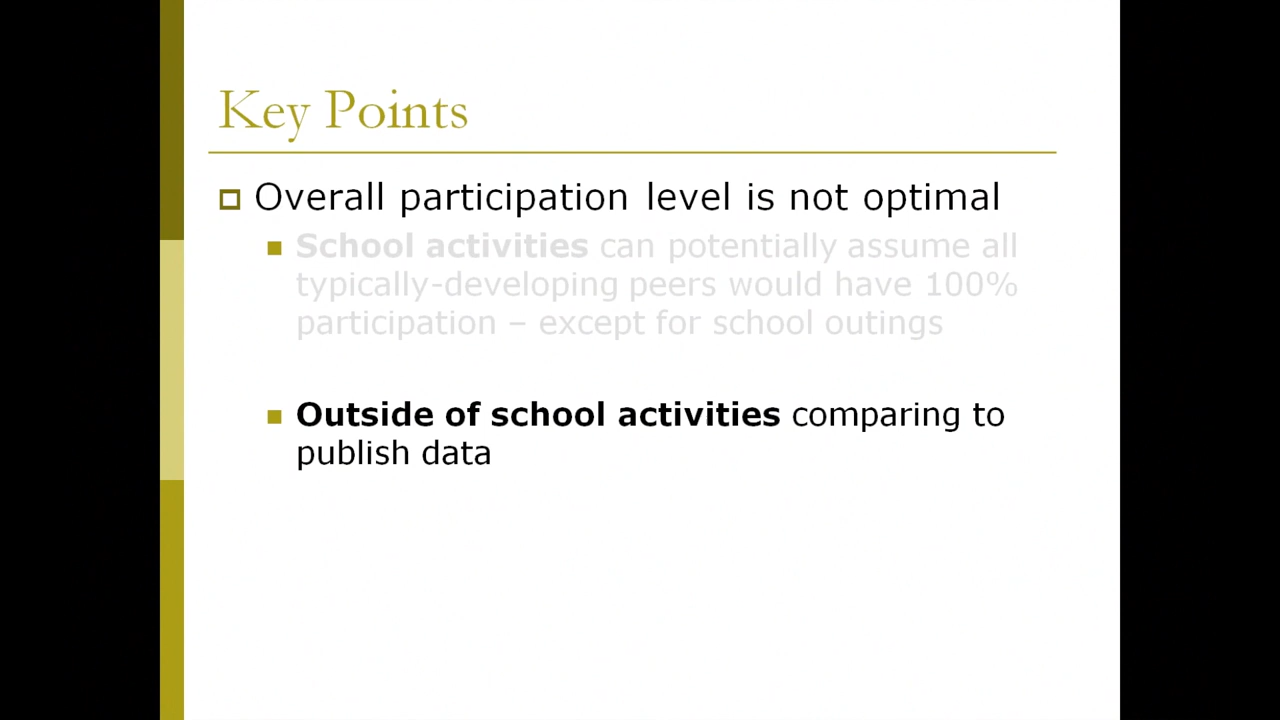 Key Points
Overall participation level is not optimal
School activities can potentially assume all
typically-developing peers would have 100%
participation – except for school outings
Outside of school activities comparing to
publish data